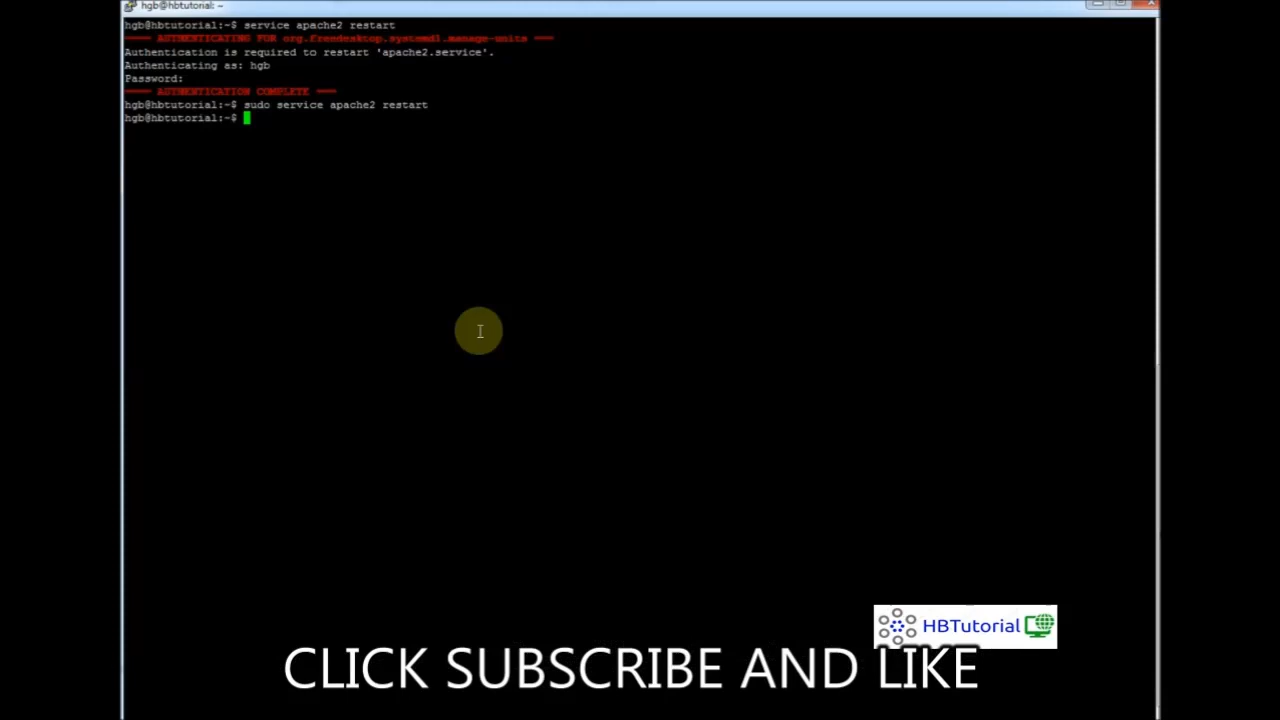 hgb@hbtutorial: ~
hgb@hbtutorial:~$ service apache2 restart
==== AUTHENTICATING FOR org.freedesktop.systemd1.manage-units ====
Authentication is required to restart 'apache2.service'.
Authenticating as: hgb
Password:
==== AUTHENTICATION COMPLETE ====
hgb@hbtutorial:~$ sudo service apache2 restart
hgb@hbtutorial:~$
HBTutorial
CLICK SUBSCRIBE AND LIKE